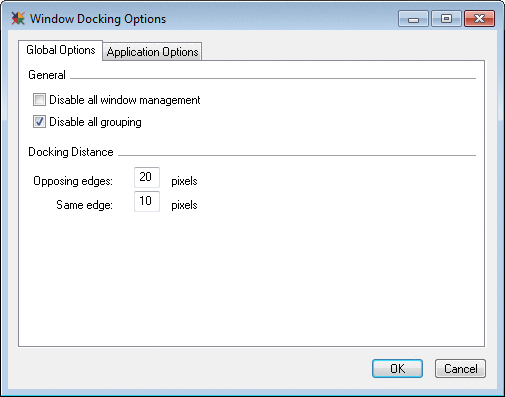 Window Docking Options
Global Options
Application Options
General
Disable all window management
Disable all grouping
Docking Distance
Opposing edges: 20 pixels
Same edge: 10 pixels
OK
Cancel